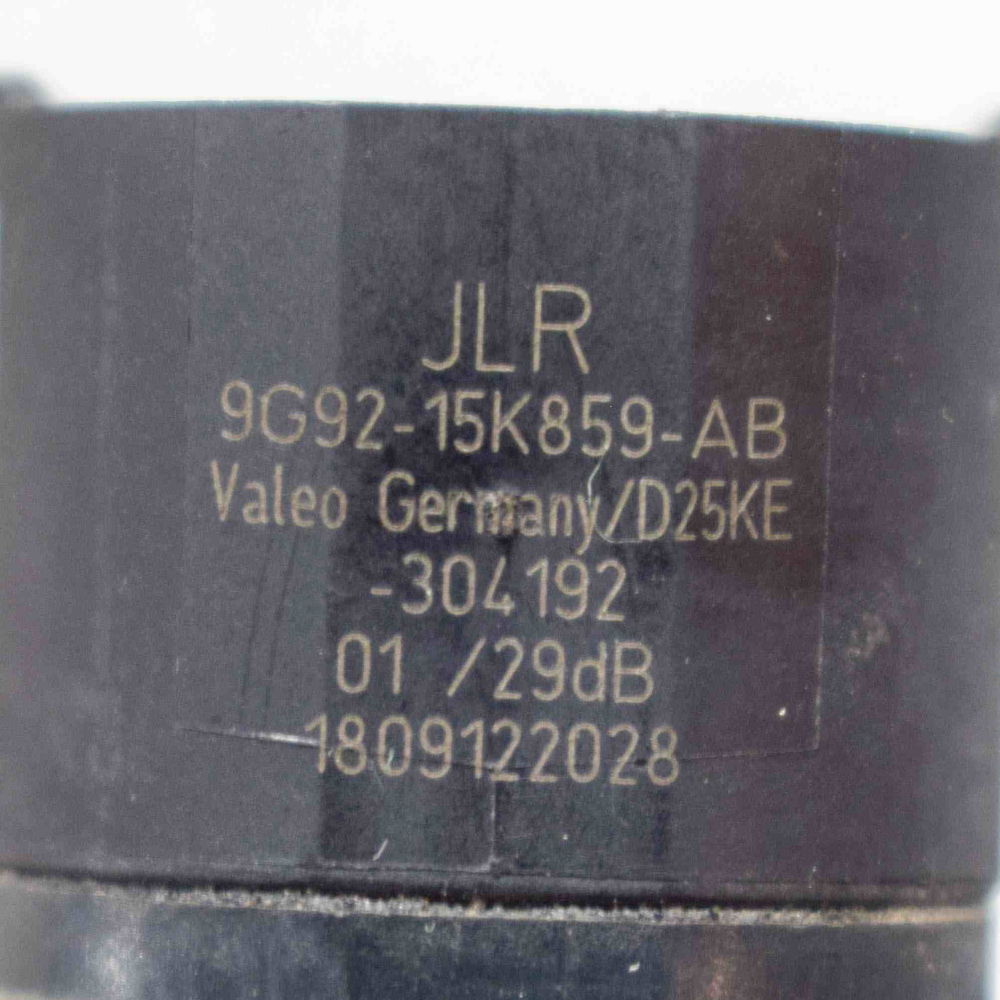 JLR
9G92-15K859-AB
Valeo Germany/D25KE
-304192
01 /29dB
1809122028